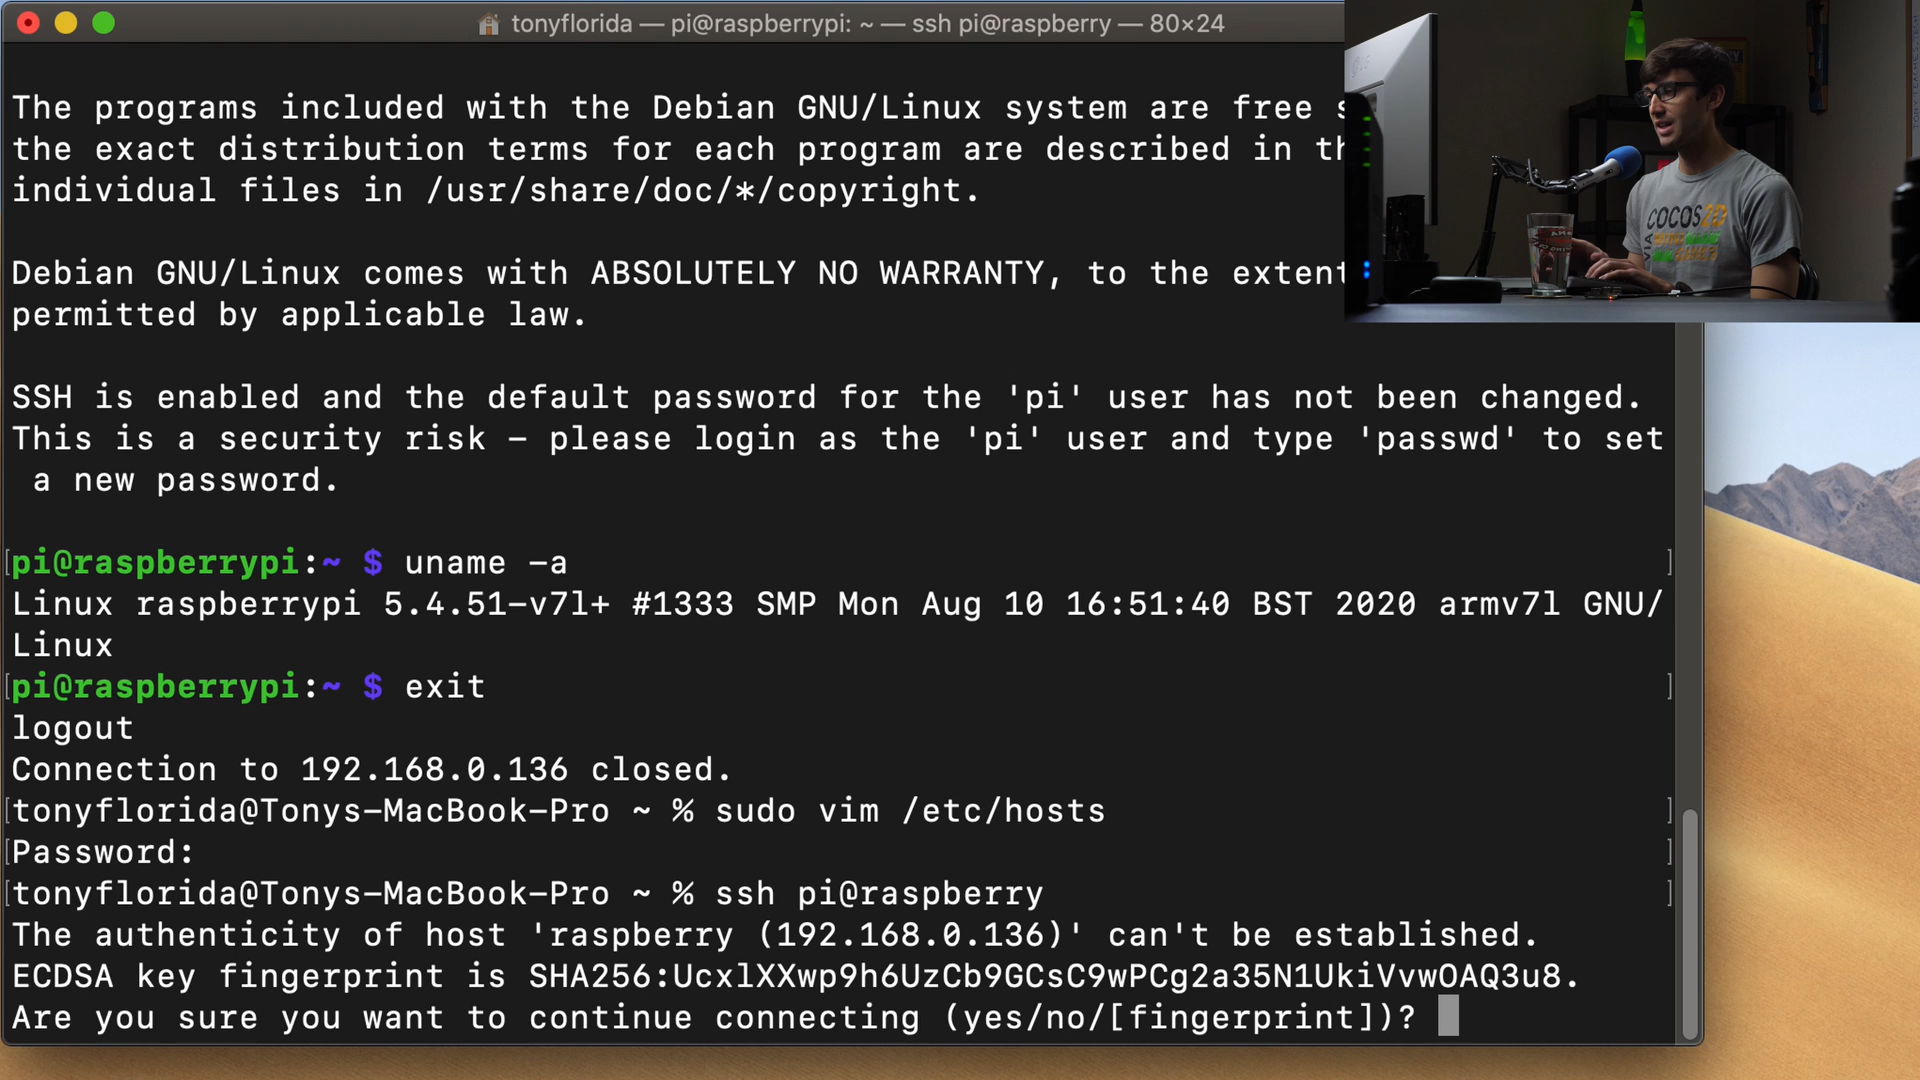 tonyflorida — pi@raspberrypi: ~ — ssh pi@raspberry — 80×24
The programs included with the Debian GNU/Linux system are free
the exact distribution terms for each program are described in
individual files in /usr/share/doc/*/copyright.
Debian GNU/Linux comes with ABSOLUTELY NO WARRANTY, to the extent
permitted by applicable law.
SSH is enabled and the default password for the 'pi' user has not been changed.
This is a security risk – please login as the 'pi' user and type 'passwd' to set
a new password.
[pi@raspberrypi:~ $ uname –a ]
Linux raspberrypi 5.4.51–v7l+ #1333 SMP Mon Aug 10 16:51:40 BST 2020 armv7l GNU/
Linux
[pi@raspberrypi:~ $ exit ]
logout
Connection to 192.168.0.136 closed.
[tonyflorida@Tonys–MacBook–Pro ~ % sudo vim /etc/hosts ]
[Password: ]
[tonyflorida@Tonys–MacBook–Pro ~ % ssh pi@raspberry ]
The authenticity of host 'raspberry (192.168.0.136)' can't be established.
ECDSA key fingerprint is SHA256:UcxlXXwp9h6UzCb9GCsC9wPCg2a35N1UkiVvwOAQ3u8.
Are you sure you want to continue connecting (yes/no/[fingerprint])?
COCOS2D
VIA